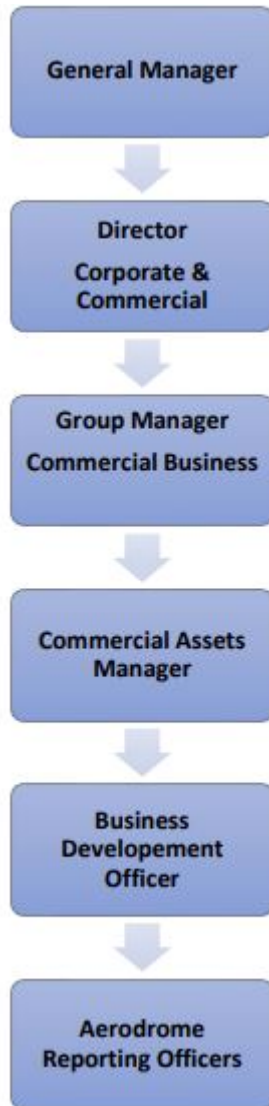 General Manager
Director
Corporate &
Commercial
Group Manager
Commercial Business
Commercial Assets
Manager
Business
Developement
Officer
Aerodrome
Reporting Officers